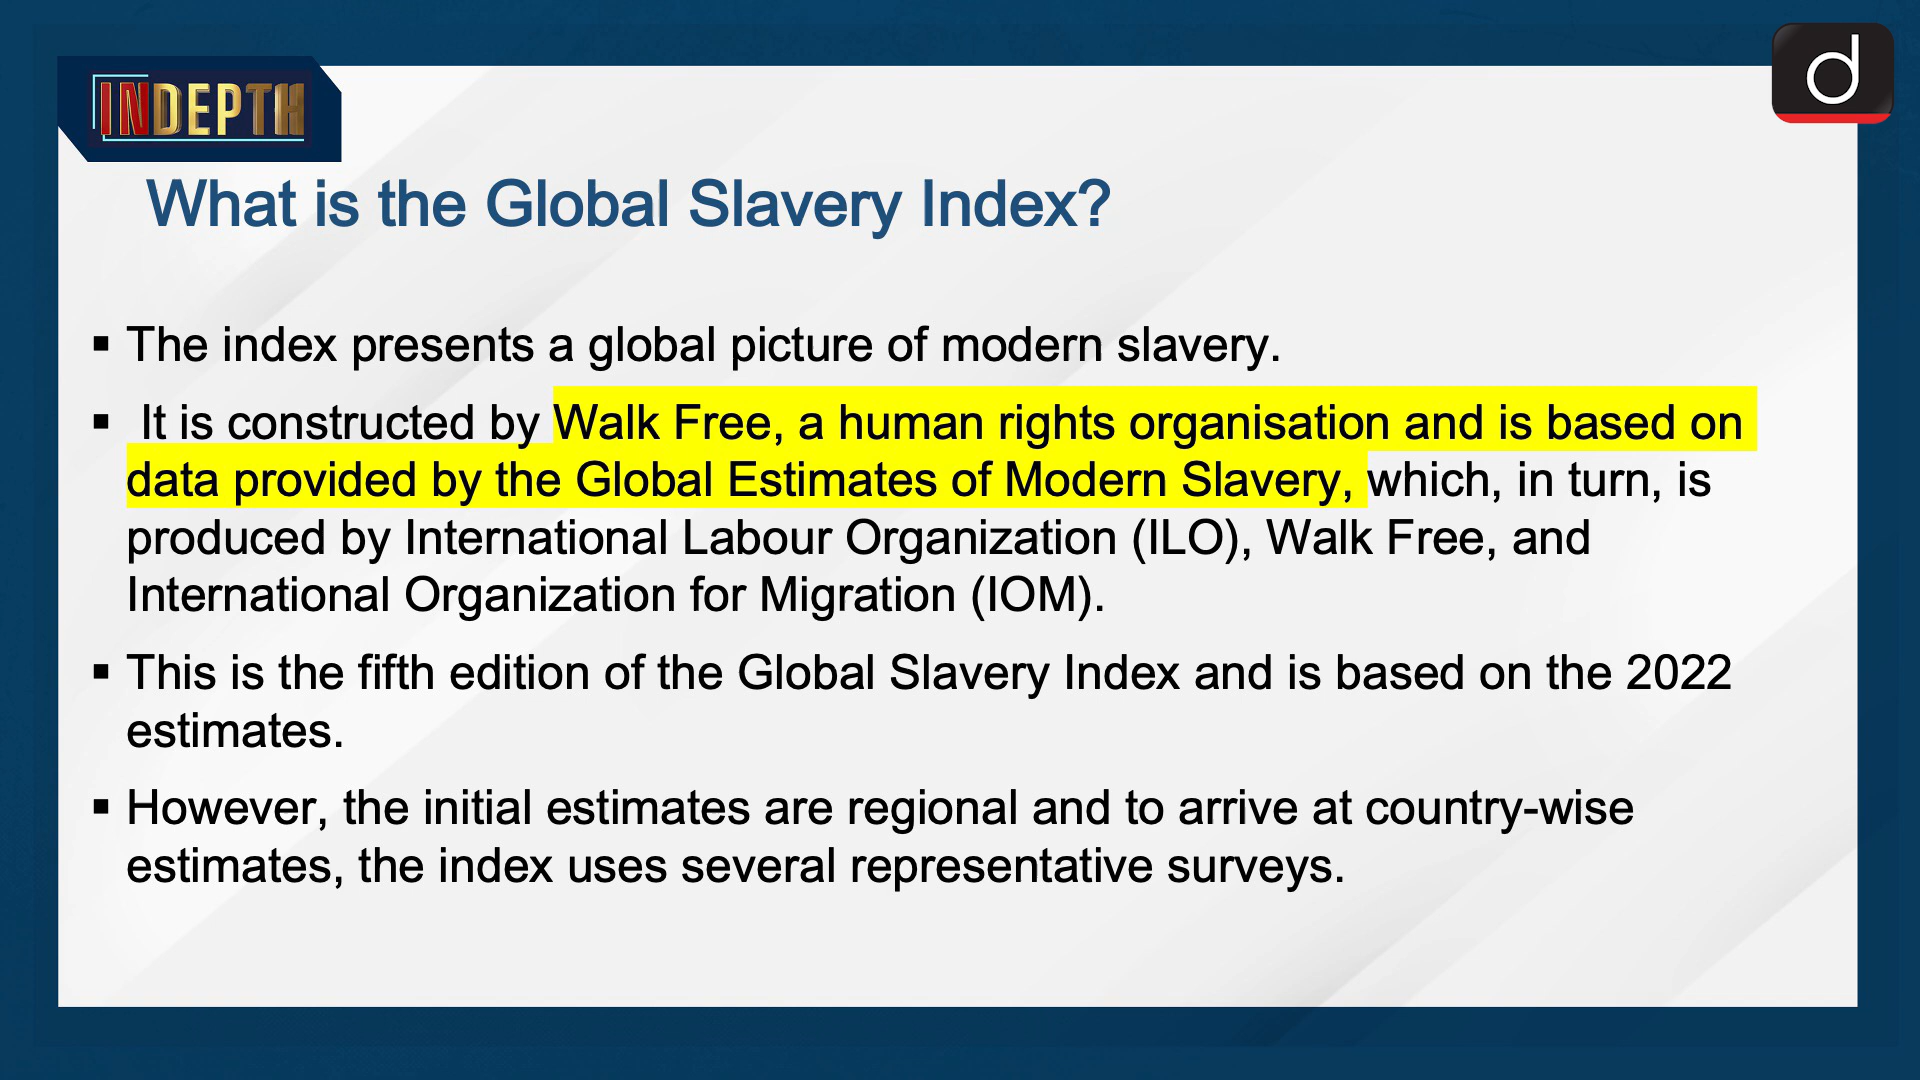 INDEPTH
d
What is the Global Slavery Index?
▪ The index presents a global picture of modern slavery.
▪ It is constructed by Walk Free, a human rights organisation and is based on
data provided by the Global Estimates of Modern Slavery, which, in turn, is
produced by International Labour Organization (ILO), Walk Free, and
International Organization for Migration (IOM).
▪ This is the fifth edition of the Global Slavery Index and is based on the 2022
estimates.
▪ However, the initial estimates are regional and to arrive at country-wise
estimates, the index uses several representative surveys.